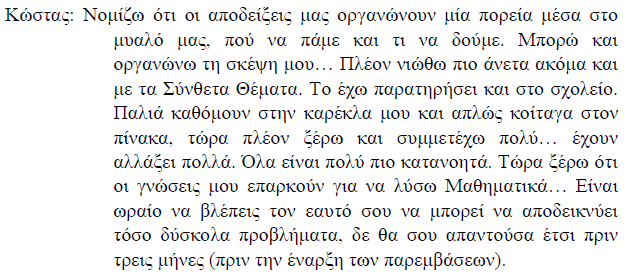 Κώστας: Νομίζω ότι οι αποδείξεις μας οργανώνουν μία πορεία μέσα στο
μυαλό μας, πού να πάμε και τι να δούμε. Μπορώ και
οργανώνω τη σκέψη μου… Πλέον νιώθω πιο άνετα ακόμα και
με τα Σύνθετα Θέματα. Το έχω παρατηρήσει και στο σχολείο.
Παλιά καθόμουν στην καρέκλα μου και απλώς κοίταγα στον
πίνακα, τώρα πλέον ξέρω και συμμετέχω πολύ… έχουν
αλλάξει πολλά. Όλα είναι πολύ πιο κατανοητά. Τώρα ξέρω ότι
οι γνώσεις μου επαρκούν για να λύσω Μαθηματικά… Είναι
ωραίο να βλέπεις τον εαυτό σου να μπορεί να αποδεικνύει
τόσο δύσκολα προβλήματα, δε θα σου απαντούσα έτσι πριν
τρεις μήνες (πριν την έναρξη των παρεμβάσεων).